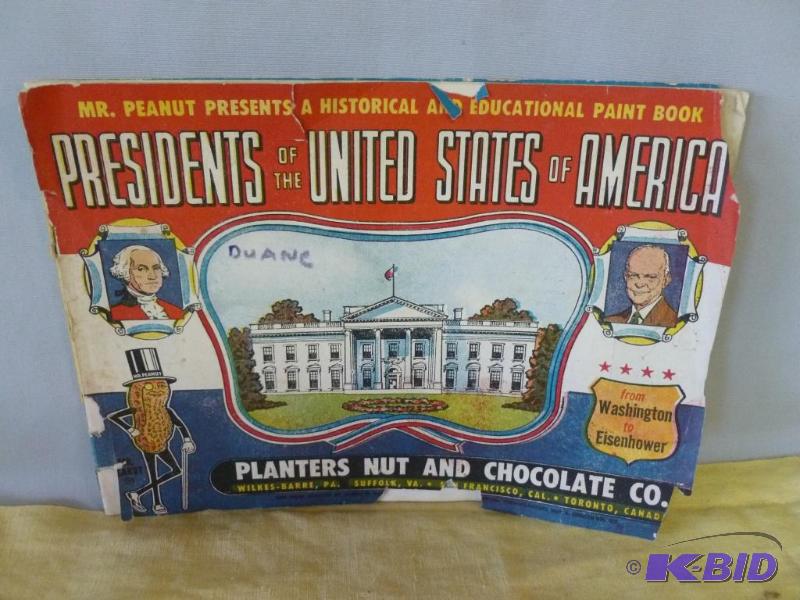 MR. PEANUT PRESENTS A HISTORICAL AND EDUCATIONAL PAINT BOOK
PRESIDENTS OF THE UNITED STATES OF AMERICA
DUANE
MR. PEANUT
from
Washington
to
Eisenhower
PLANTERS NUT AND CHOCOLATE CO.
WILKES-BARRE, PA. SUFFOLK, VA. • SAN FRANCISCO, CAL. • TORONTO, CANADA
© K-BID